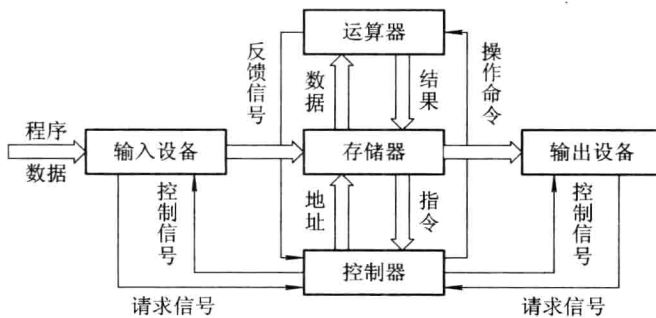 运算器
反馈信号
数据
结果
操作命令
程序
数据
输入设备
存储器
输出设备
控制信号
地址
指令
控制信号
控制器
请求信号
请求信号